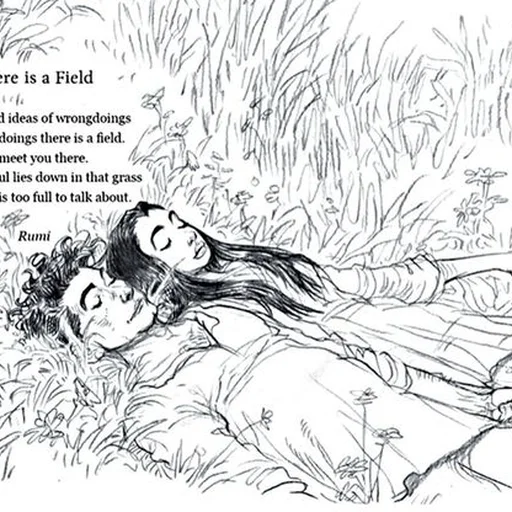 ere is a Field
d ideas of wrongdoings
doings there is a field.
meet you there.
ul lies down in that grass
is too full to talk about.
Rumi